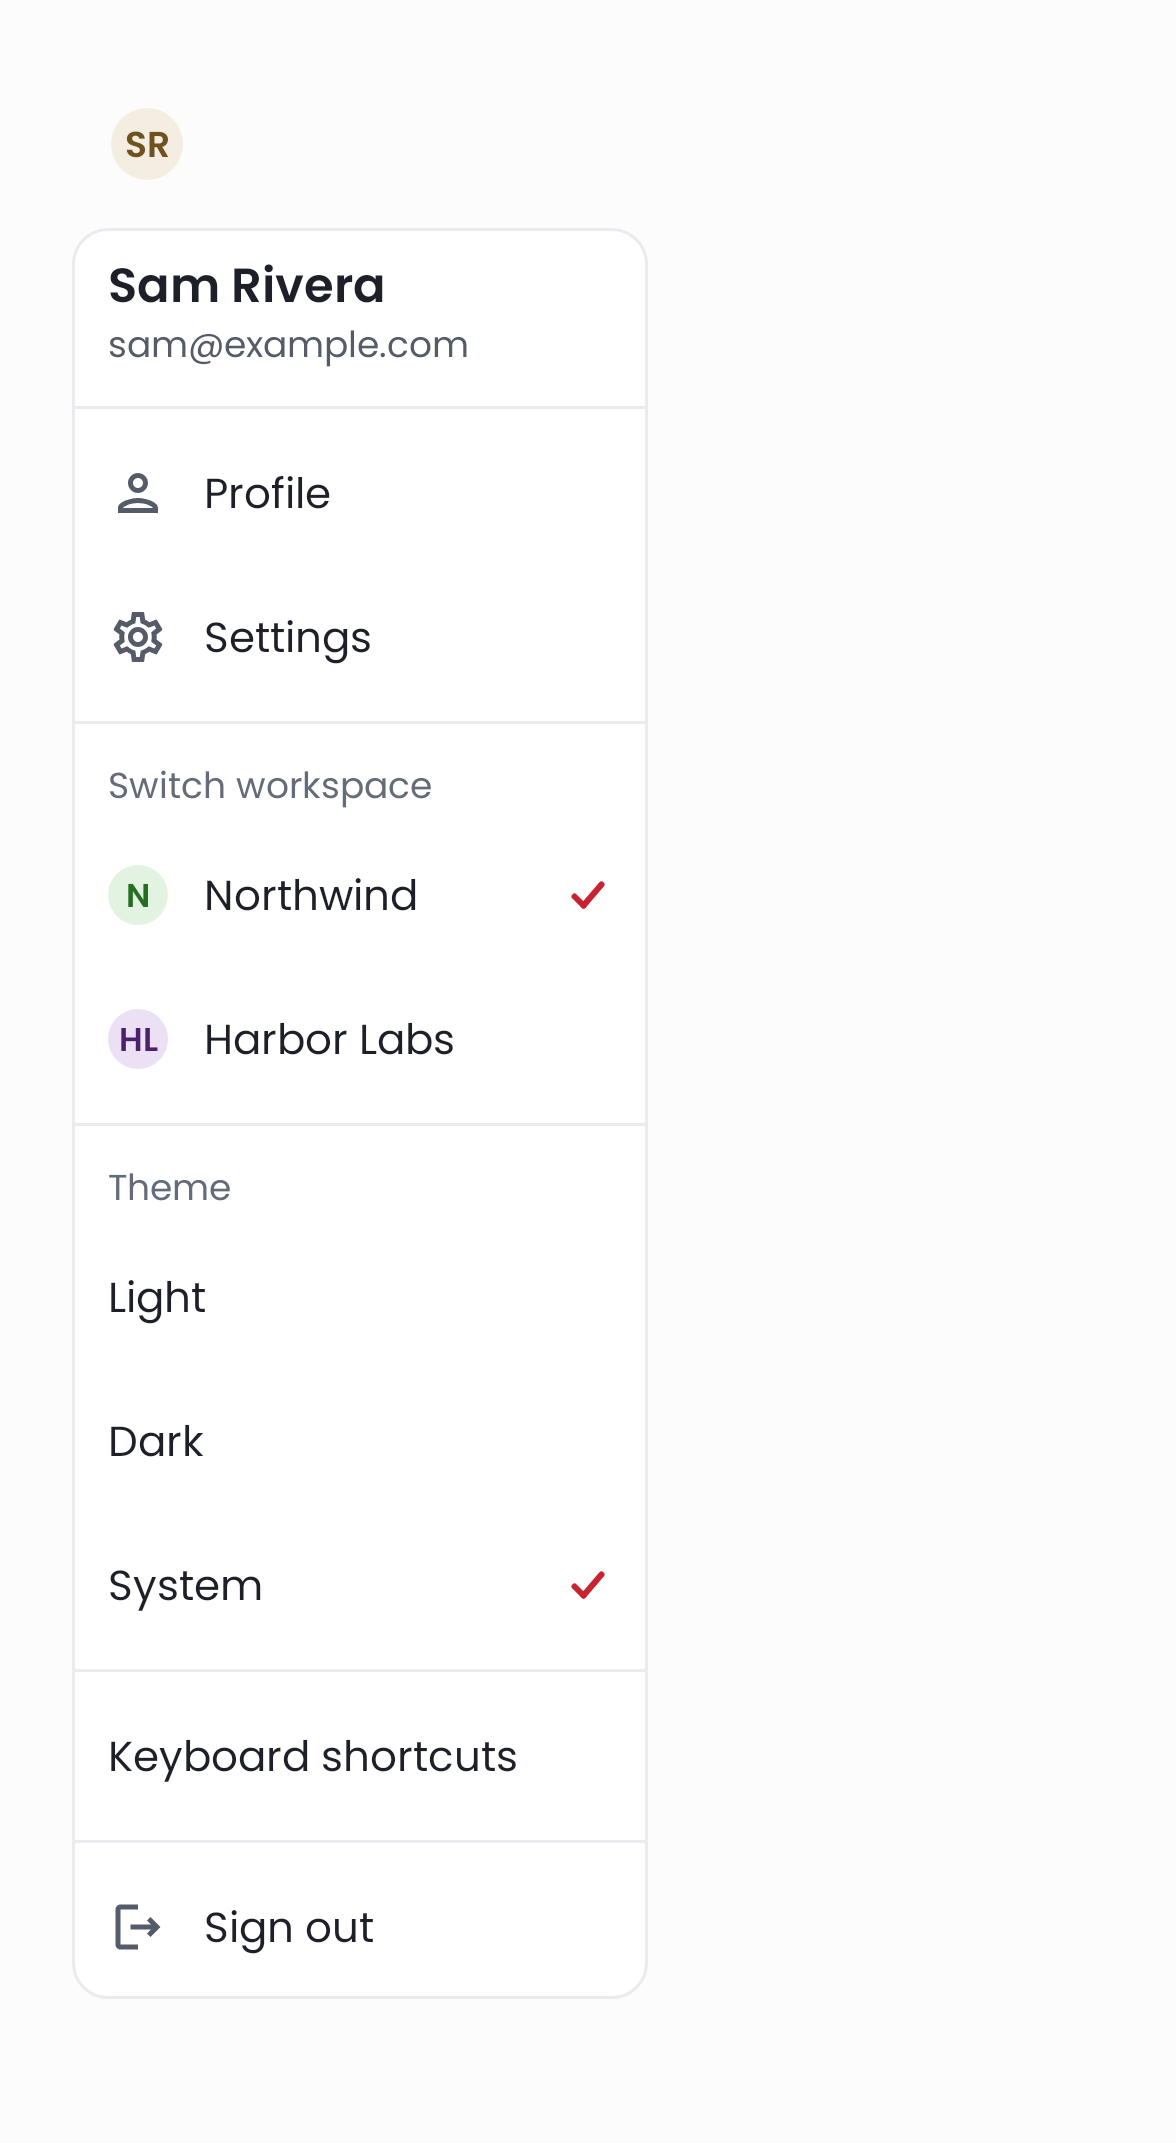 SR
Sam Rivera
sam@example.com
Profile
Settings
Switch workspace
N Northwind
HL Harbor Labs
Theme
Light
Dark
System
Keyboard shortcuts
Sign out